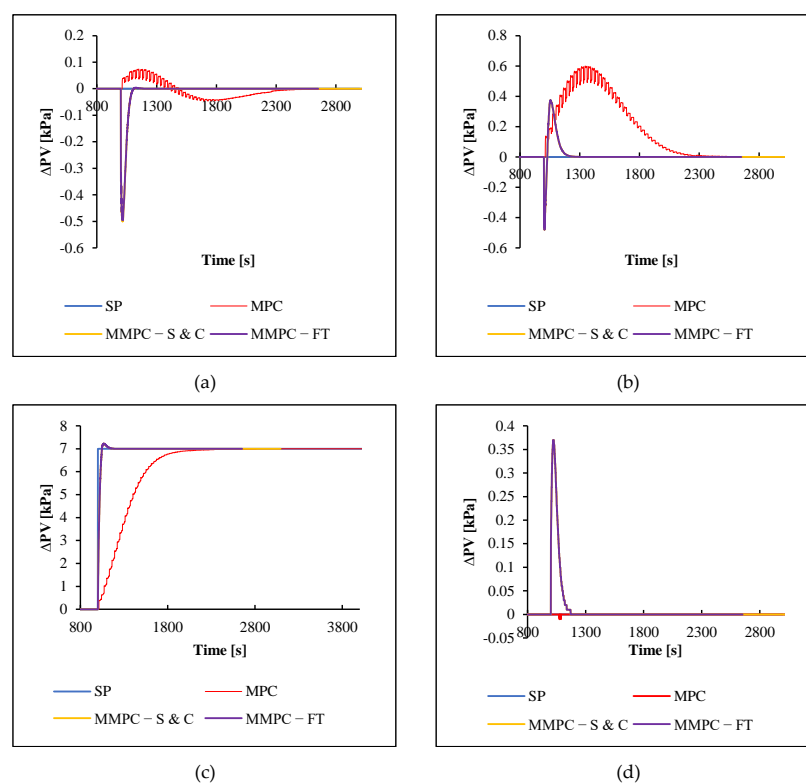 0.2
0.1
0
-0.1
-0.2
-0.3
-0.4
-0.5
-0.6
800 1300 1800 2300 2800
ΔPV [kPa]
Time [s]
SP MPC
MMPC − S & C MMPC − FT
(a)
0.8
0.6
0.4
0.2
0
-0.2
-0.4
-0.6
800 1300 1800 2300 2800
ΔPV [kPa]
Time [s]
SP MPC
MMPC − S & C MMPC − FT
(b)
8
7
6
5
4
3
2
1
0
800 1800 2800 3800
ΔPV [kPa]
Time [s]
SP MPC
MMPC − S & C MMPC − FT
(c)
0.4
0.35
0.3
0.25
0.2
0.15
0.1
0.05
0
-0.05
800 1300 1800 2300 2800
ΔPV [kPa]
Time [s]
SP MPC
MMPC − S & C MMPC − FT
(d)